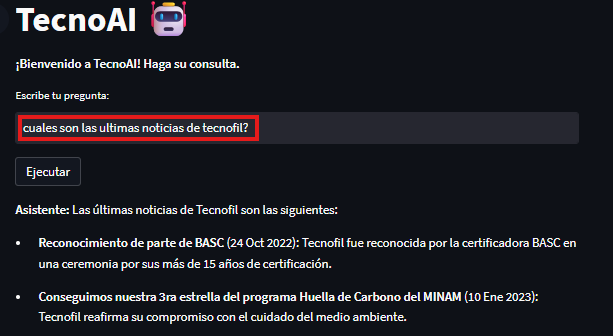 TecnoAI
¡Bienvenido a TecnoAI! Haga su consulta.
Escribe tu pregunta:
cuales son las ultimas noticias de tecnofil?
Ejecutar
Asistente: Las últimas noticias de Tecnofil son las siguientes:
• Reconocimiento de parte de BASC (24 Oct 2022): Tecnofil fue reconocida por la certificadora BASC en
una ceremonia por sus más de 15 años de certificación.
• Conseguimos nuestra 3ra estrella del programa Huella de Carbono del MINAM (10 Ene 2023):
Tecnofil reafirma su compromiso con el cuidado del medio ambiente.